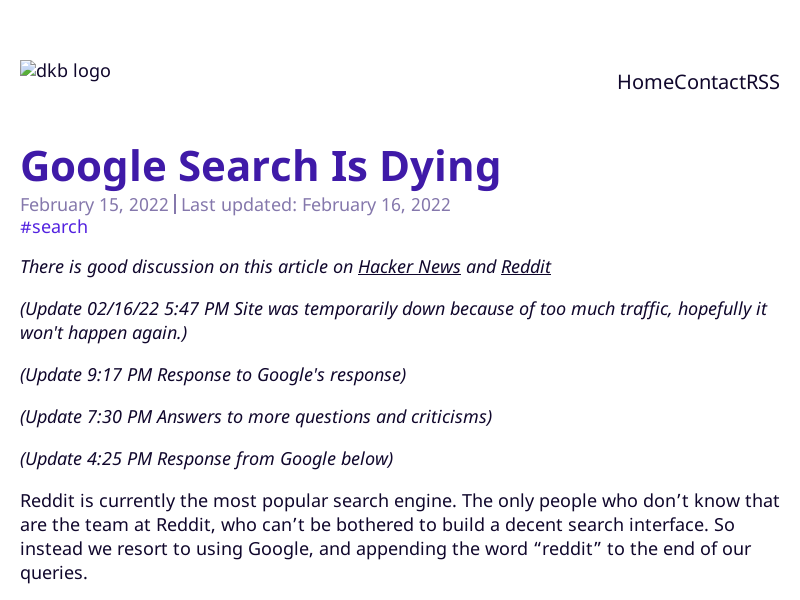 dkb logo
HomeContactRSS
Google Search Is Dying
February 15, 2022 | Last updated: February 16, 2022
#search
There is good discussion on this article on Hacker News and Reddit
(Update 02/16/22 5:47 PM Site was temporarily down because of too much traffic, hopefully it
won't happen again.)
(Update 9:17 PM Response to Google's response)
(Update 7:30 PM Answers to more questions and criticisms)
(Update 4:25 PM Response from Google below)
Reddit is currently the most popular search engine. The only people who don’t know that
are the team at Reddit, who can’t be bothered to build a decent search interface. So
instead we resort to using Google, and appending the word “reddit” to the end of our
queries.